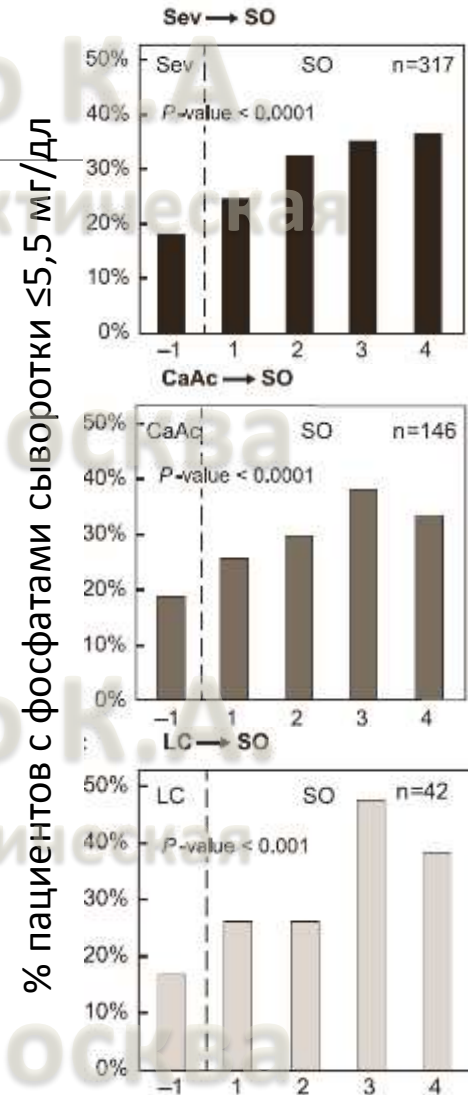 % пациентов с фосфатами сыворотки ≤5,5 мг/дл
Sev → SO
50%
Sev
SO
n=317
40%
P-value < 0.0001
30%
20%
10%
0%
–1 1 2 3 4
CaAc → SO
50%
CaAc
SO
n=146
40%
P-value < 0.0001
30%
20%
10%
0%
–1 1 2 3 4
LC → SO
50%
LC
SO
n=42
40%
P-value < 0.001
30%
20%
10%
0%
–1 1 2 3 4